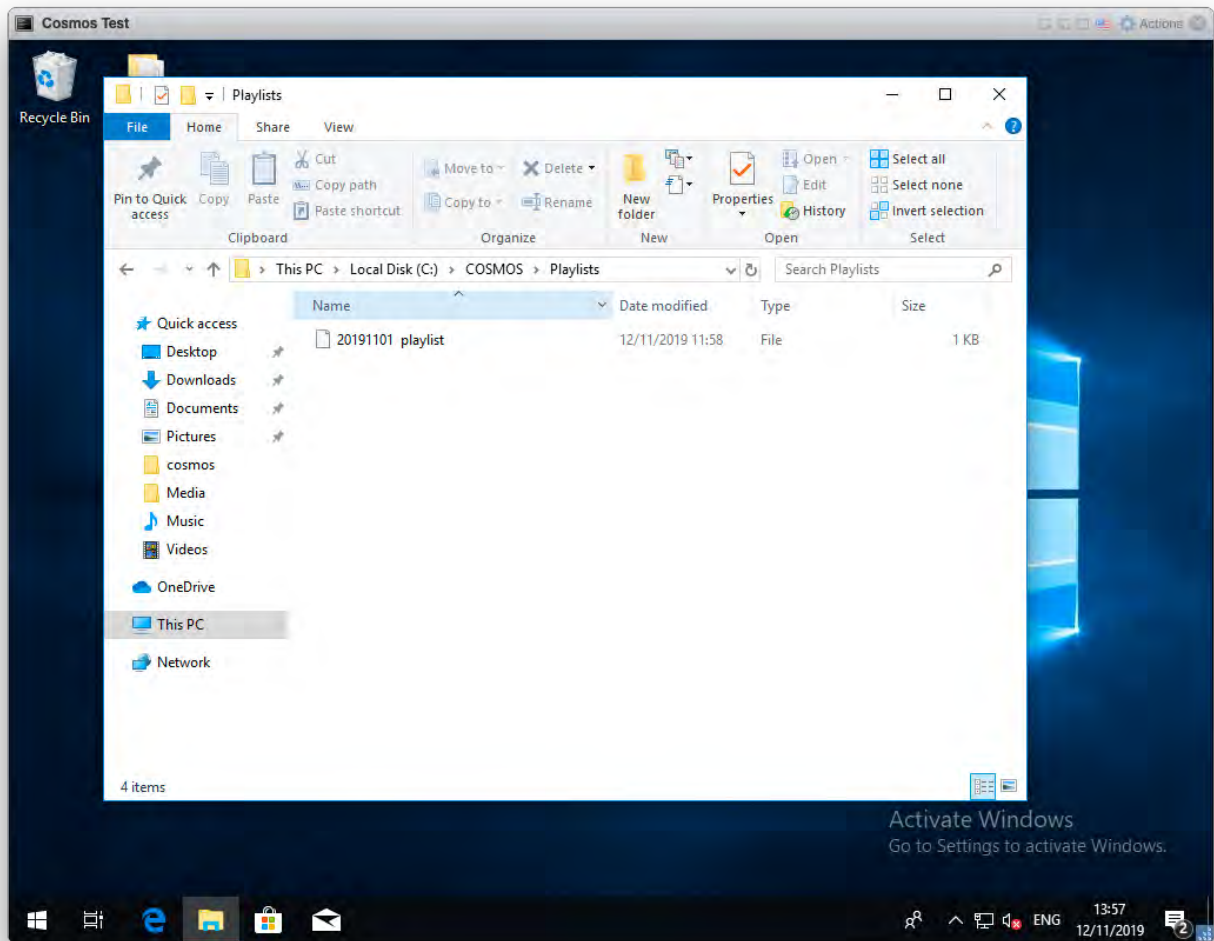 Cosmos Test
Actions
Recycle Bin
Playlists
File Home Share View
Pin to Quick access
Copy
Paste
Cut
Copy path
Paste shortcut
Move to
Copy to
Delete
Rename
New folder
Properties
Open
Edit
History
Select all
Select none
Invert selection
Clipboard Organize New Open Select
This PC > Local Disk (C:) > COSMOS > Playlists
Search Playlists
Name Date modified Type Size
20191101 playlist 12/11/2019 11:58 File 1 KB
Quick access
Desktop
Downloads
Documents
Pictures
cosmos
Media
Music
Videos
OneDrive
This PC
Network
4 items
Activate Windows
Go to Settings to activate Windows.
ENG
13:57
12/11/2019
2